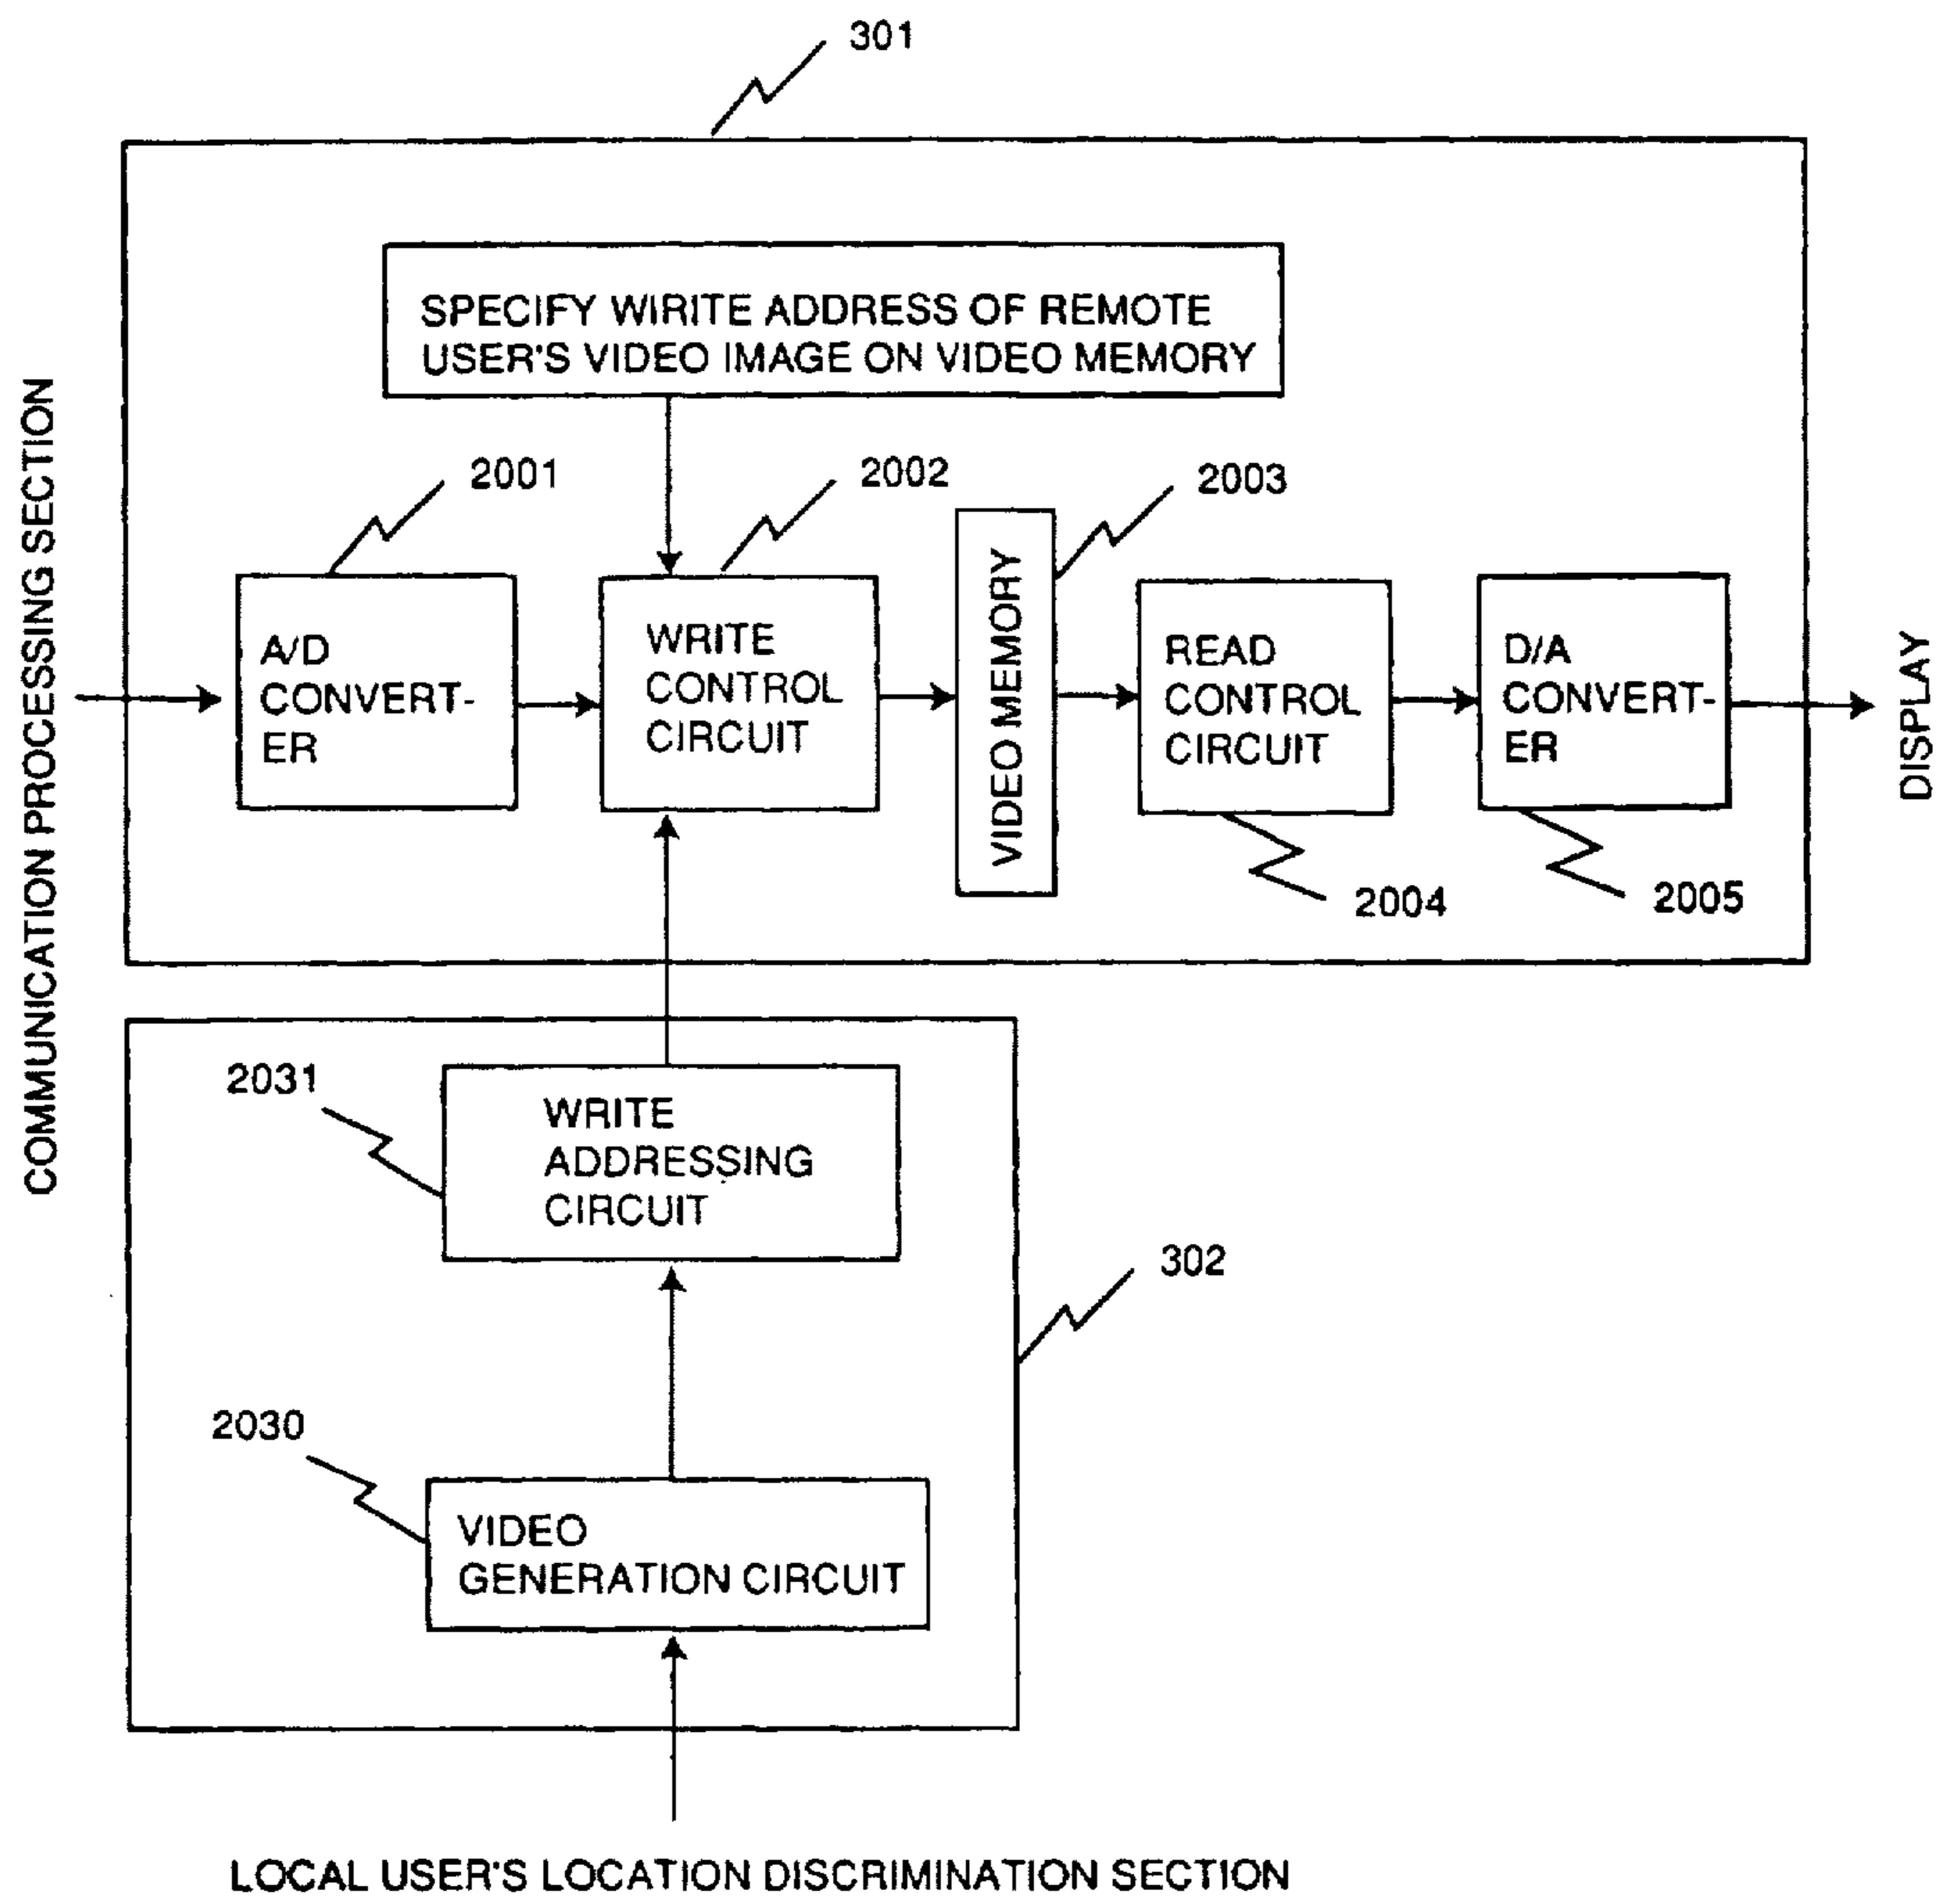 301
SPECIFY WIRITE ADDRESS OF REMOTE
USER'S VIDEO IMAGE ON VIDEO MEMORY
COMMUNICATION PROCESSING SECTION
2001
2002
2003
A/D
CONVERT-
ER
WRITE
CONTROL
CIRCUIT
VIDEO MEMORY
READ
CONTROL
CIRCUIT
D/A
CONVERT-
ER
DISPLAY
2004
2005
2031
WRITE
ADDRESSING
CIRCUIT
302
2030
VIDEO
GENERATION CIRCUIT
LOCAL USER'S LOCATION DISCRIMINATION SECTION